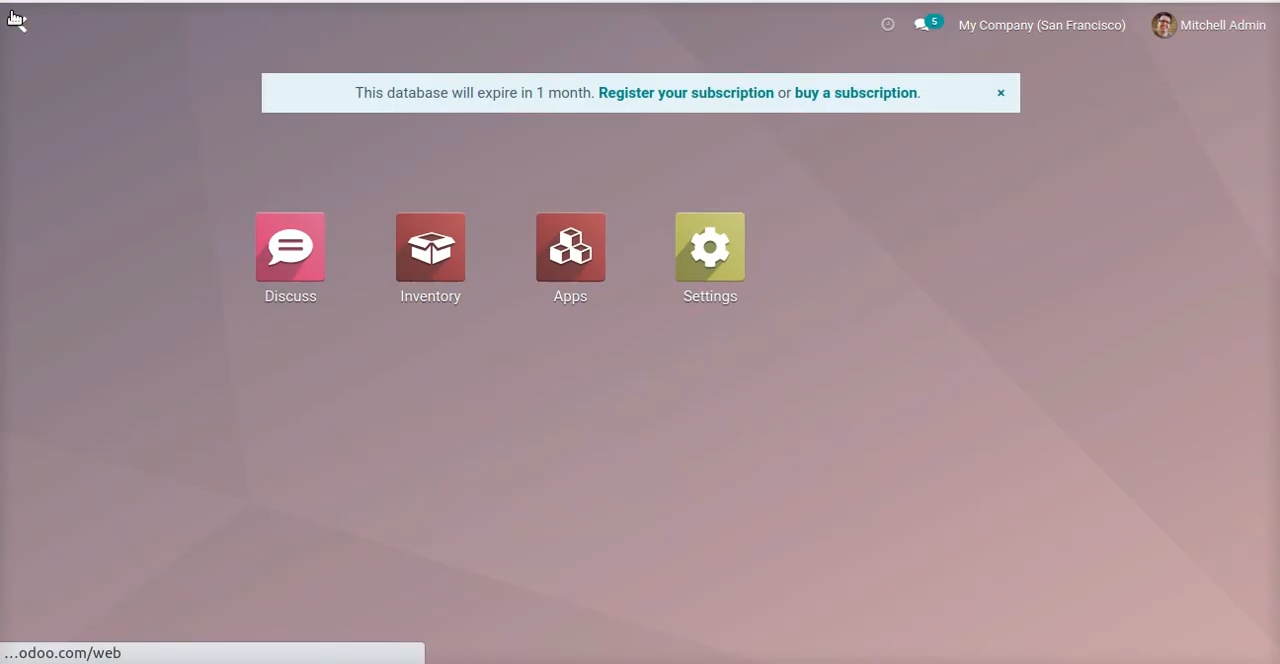 5 My Company (San Francisco) Mitchell Admin
This database will expire in 1 month. Register your subscription or buy a subscription. ×
Discuss Inventory Apps Settings
...odoo.com/web